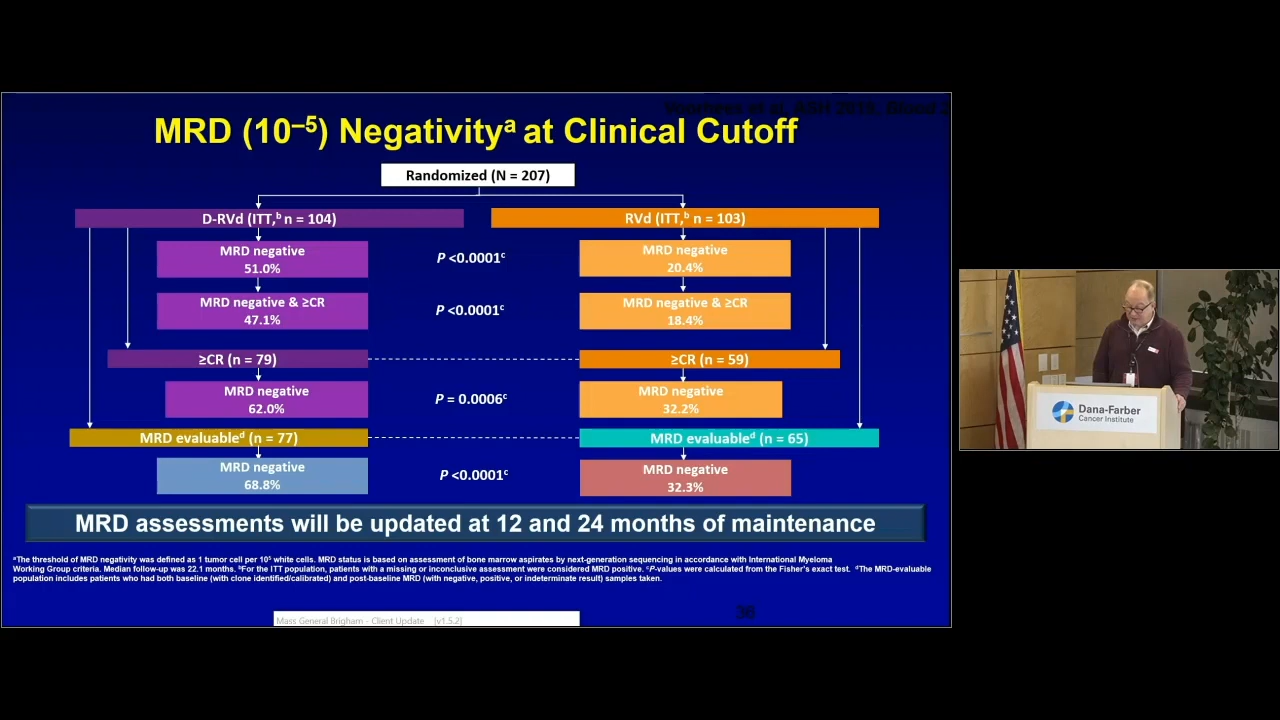 Voorhees et al. ASH 2019, Blood 2
MRD (10–5) Negativitya at Clinical Cutoff
Randomized (N = 207)
D-RVd (ITT,b n = 104)
RVd (ITT,b n = 103)
MRD negative
51.0%
P <0.0001c
MRD negative
20.4%
MRD negative & ≥CR
47.1%
P <0.0001c
MRD negative & ≥CR
18.4%
≥CR (n = 79)
≥CR (n = 59)
MRD negative
62.0%
P = 0.0006c
MRD negative
32.2%
MRD evaluabled (n = 77)
MRD evaluabled (n = 65)
MRD negative
68.8%
P <0.0001c
MRD negative
32.3%
MRD assessments will be updated at 12 and 24 months of maintenance
aThe threshold of MRD negativity was defined as 1 tumor cell per 105 white cells. MRD status is based on assessment of bone marrow aspirates by next-generation sequencing in accordance with International Myeloma
Working Group criteria. Median follow-up was 22.1 months. bFor the ITT population, patients with a missing or inconclusive assessment were considered MRD positive. cP-values were calculated from the Fisher's exact test. dThe MRD-evaluable
population includes patients who had both baseline (with clone identified/calibrated) and post-baseline MRD (with negative, positive, or indeterminate result) samples taken.
36
Mass General Brigham - Client Update [v1.5.2]
Dana-Farber
Cancer Institute